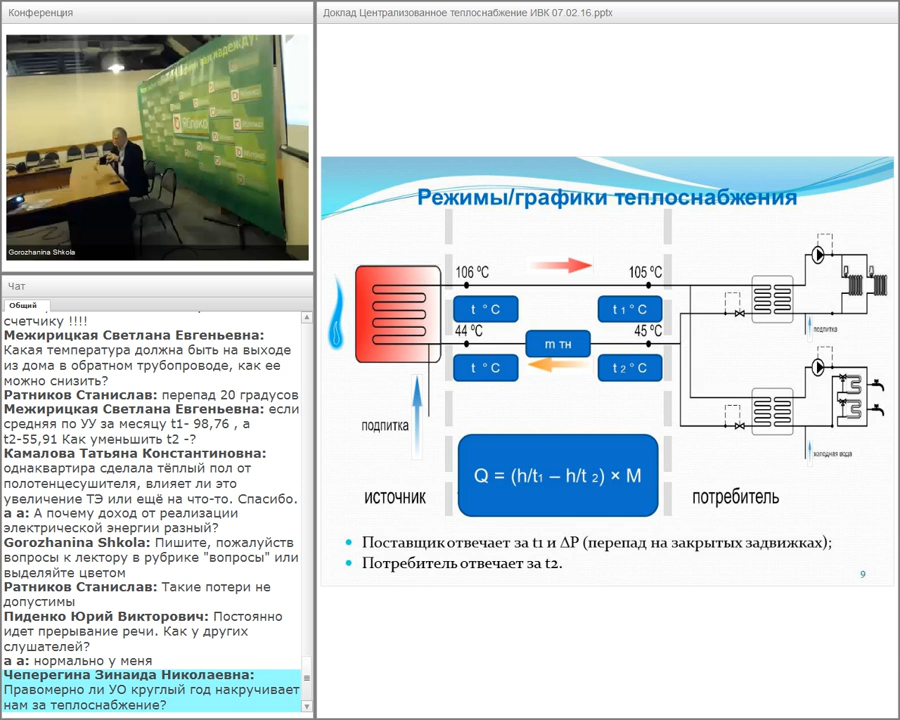 Конференция
Доклад Централизованное теплоснабжение ИВК 07.02.16.pptx
Яблоко
Gorozhanina Shkola
Чат
Общий
счетчику !!!!
Межирицкая Светлана Евгеньевна:
Какая температура должна быть на выходе
из дома в обратном трубопроводе, как ее
можно снизить?
Ратников Станислав: перепад 20 градусов
Межирицкая Светлана Евгеньевна: если
средняя по УУ за месяцу t1- 98,76 , а
t2-55,91 Как уменьшить t2 -?
Камалова Татьяна Константиновна:
однаквартира сделала тёплый пол от
полотенцесушителя, влияет ли это
увеличение ТЭ или ещё на что-то. Спасибо.
а а: А почему доход от реализации
электрической энергии разный?
Gorozhanina Shkola: Пишите, пожалуйств
вопросы к лектору в рубрике "вопросы" или
выделяйте цветом
Ратников Станислав: Такие потери не
допустимы
Пиденко Юрий Викторович: Постоянно
идет прерывание речи. Как у других
слушателей?
а а: нормально у меня
Чеперегина Зинаида Николаевна:
Правомерно ли УО круглый год накручивает
нам за теплоснабжение?
Режимы/графики теплоснабжения
106 ºC
105 ºC
t ° C
t 1 ° C
44 ºC
45 ºC
m тн
t ° C
t 2 ° C
подпитка
подпитка
холодная вода
Q = (h/t1 – h/t 2) × M
источник
потребитель
• Поставщик отвечает за t1 и ΔP (перепад на закрытых задвижках);
• Потребитель отвечает за t2.
9